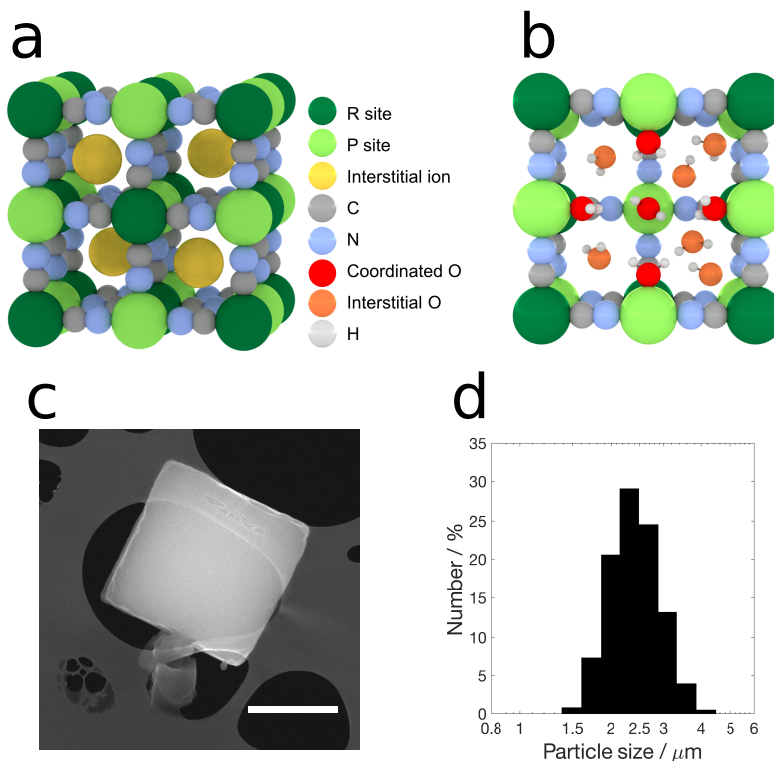 a
b
R site
P site
Interstitial ion
C
N
Coordinated O
Interstitial O
H
c
d
35
30
25
20
15
10
5
0
Number / %
0.8 1 1.5 2 2.5 3 4 5 6
Particle size / μm